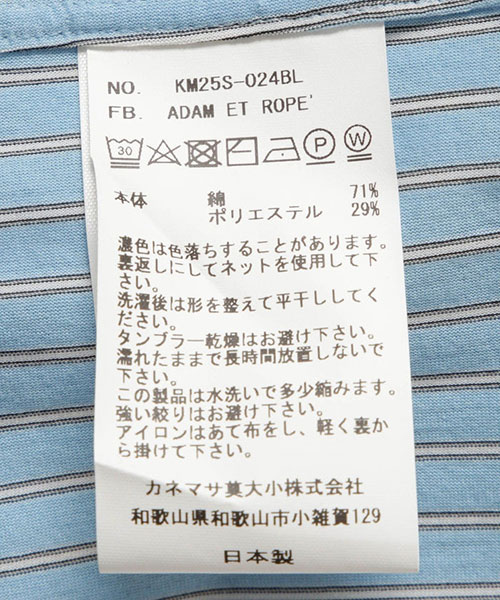 NO. KM25S-024BL
FB. ADAM ET ROPE'
30 P W
本体 綿 71%
ポリエステル 29%
濃色は色落ちすることがあります。
裏返しにしてネットを使用して下
さい。
洗濯後は形を整えて平干ししてく
ださい。
タンブラー乾燥はお避け下さい。
濡れたままで長時間放置しないで
下さい。
この製品は水洗いで多少縮みます。
強い絞りはお避け下さい。
アイロンはあて布をし、軽く裏か
ら掛けて下さい。
カネマサ莫大小株式会社
和歌山県和歌山市小雑賀129
日本製